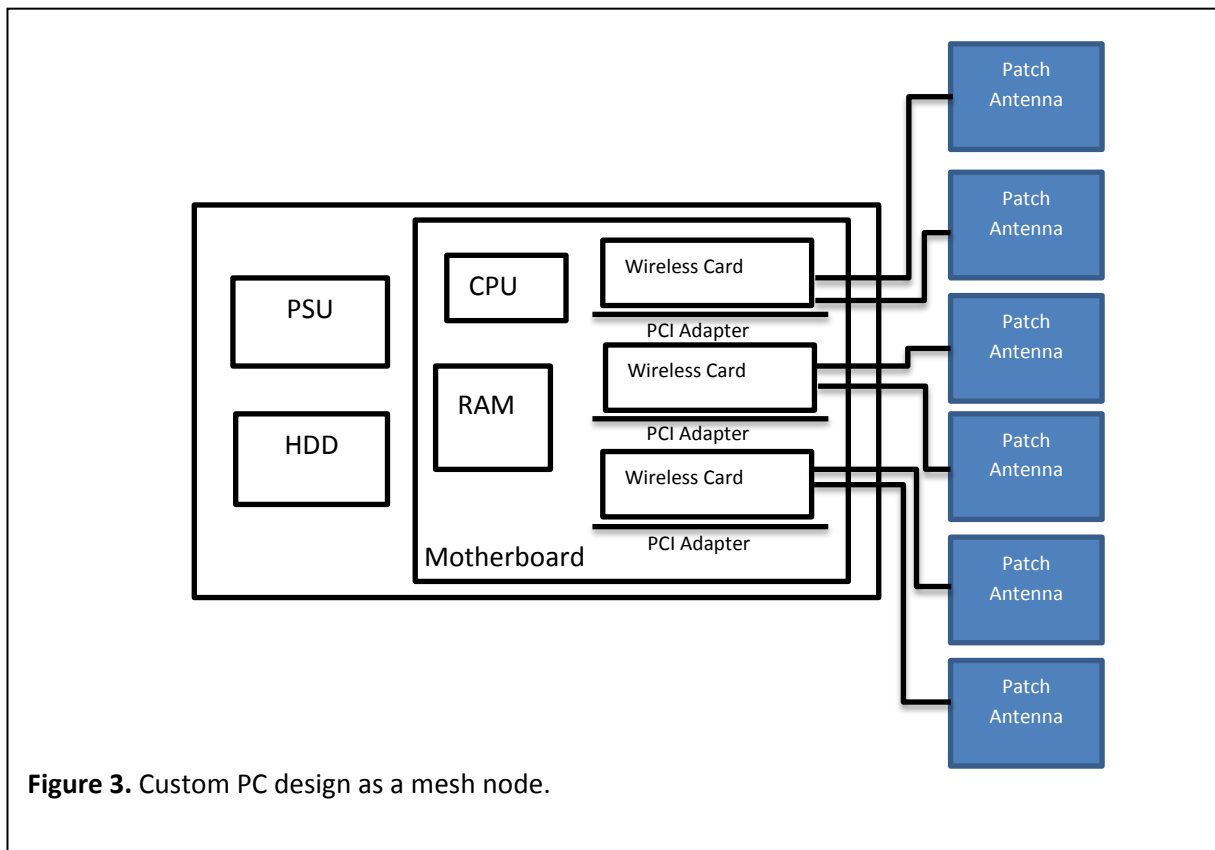 Patch
Antenna
Patch
Antenna
Wireless Card
CPU
PSU
PCI Adapter
Patch
Antenna
Wireless Card
RAM
PCI Adapter
HDD
Patch
Antenna
Wireless Card
PCI Adapter
Motherboard
Patch
Antenna
Patch
Antenna
Figure 3. Custom PC design as a mesh node.